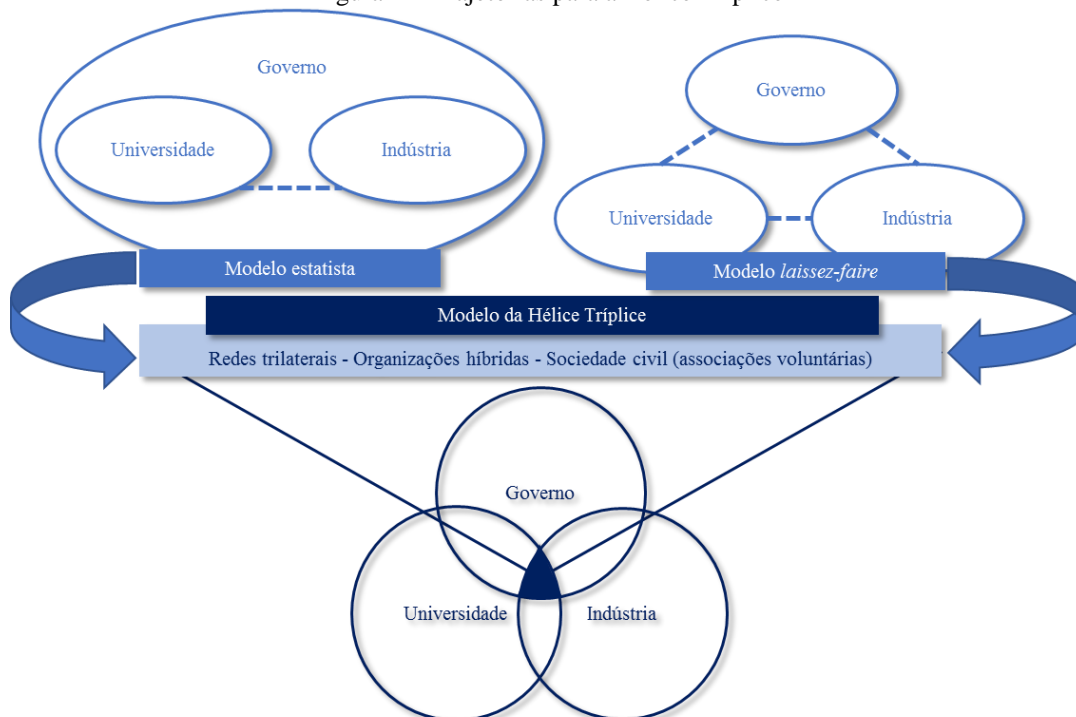 Governo
Universidade
Indústria
Modelo estatista
Governo
Universidade
Indústria
Modelo laissez-faire
Modelo da Hélice Tríplice
Redes trilaterais - Organizações híbridas - Sociedade civil (associações voluntárias)
Governo
Universidade
Indústria